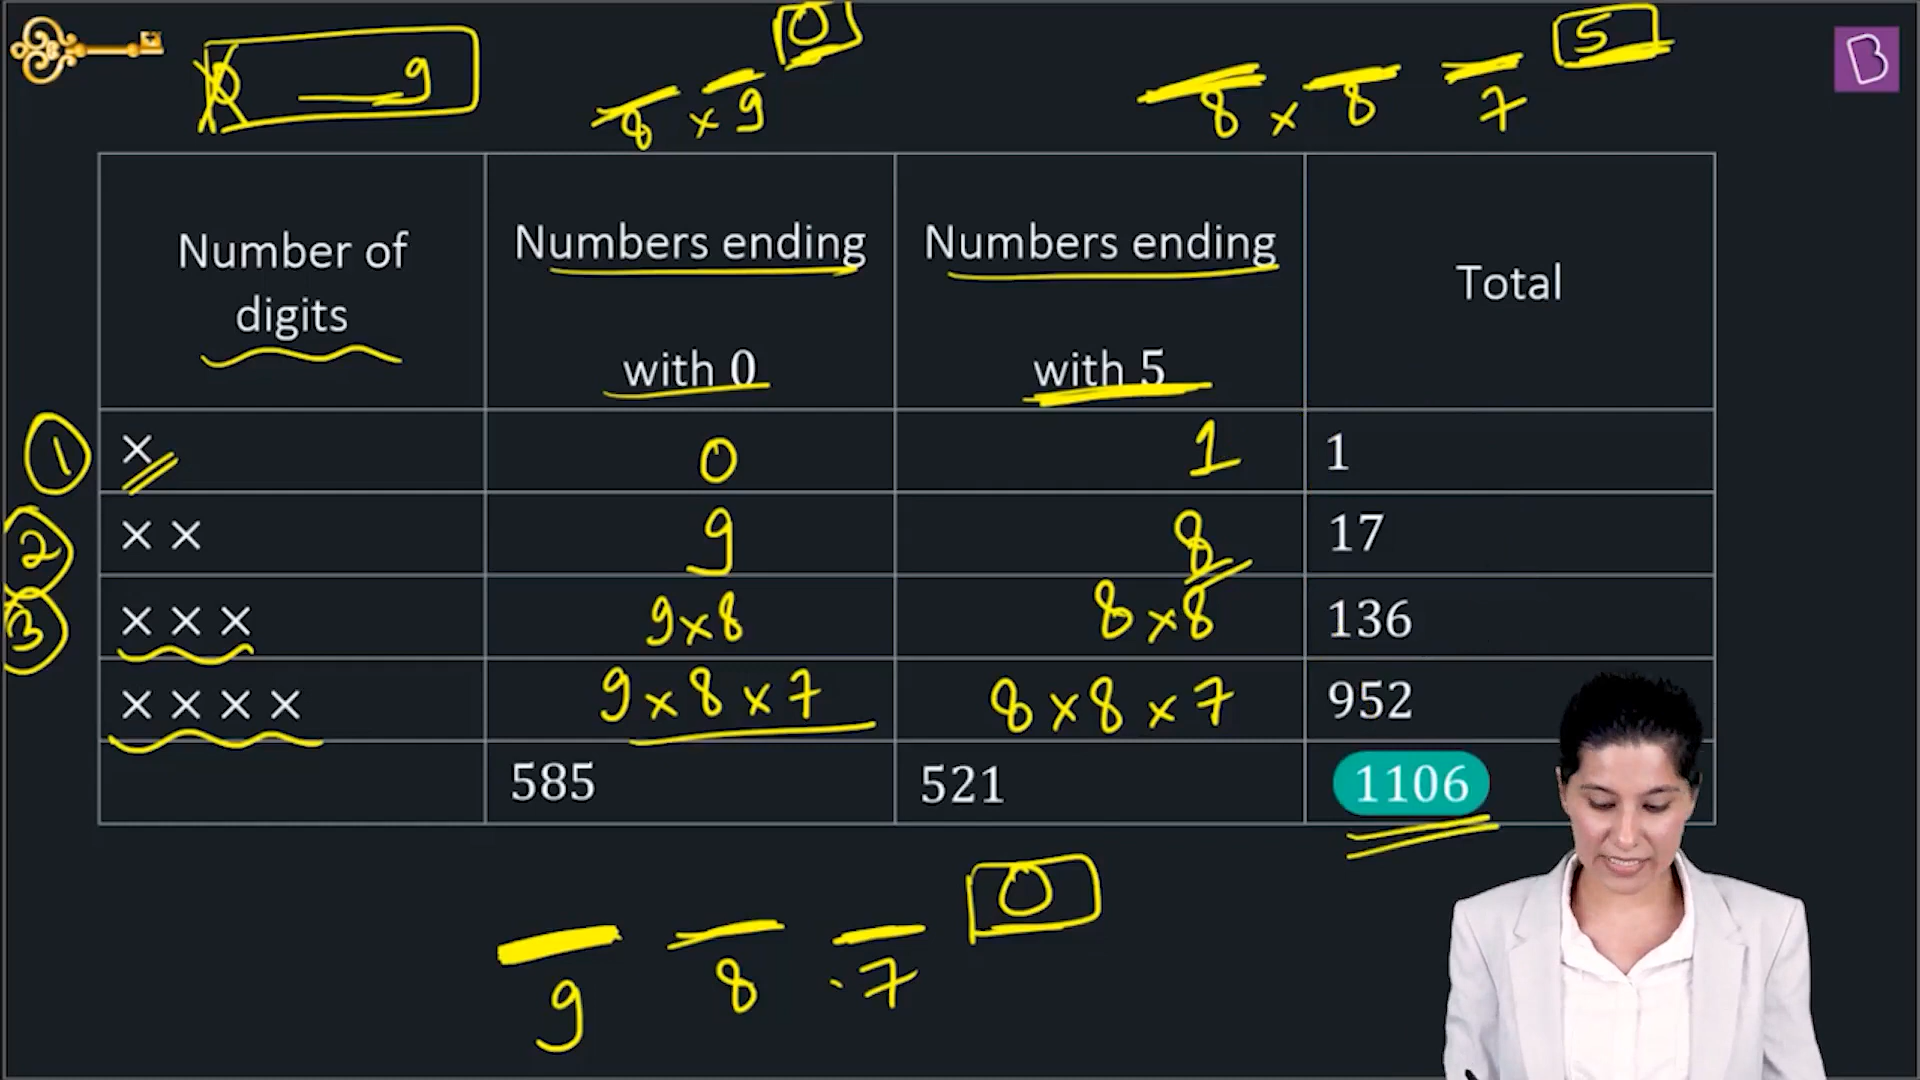 0 __ 9
0
8 × 9
5
8 × 8 7
B
Number of digits | Numbers ending with 0 | Numbers ending with 5 | Total
1 × 0 1 1
2 × × 9 8 17
3 × × × 9×8 8×8 136
× × × × 9×8×7 8×8×7 952
585 521 1106
0
9 8 .7